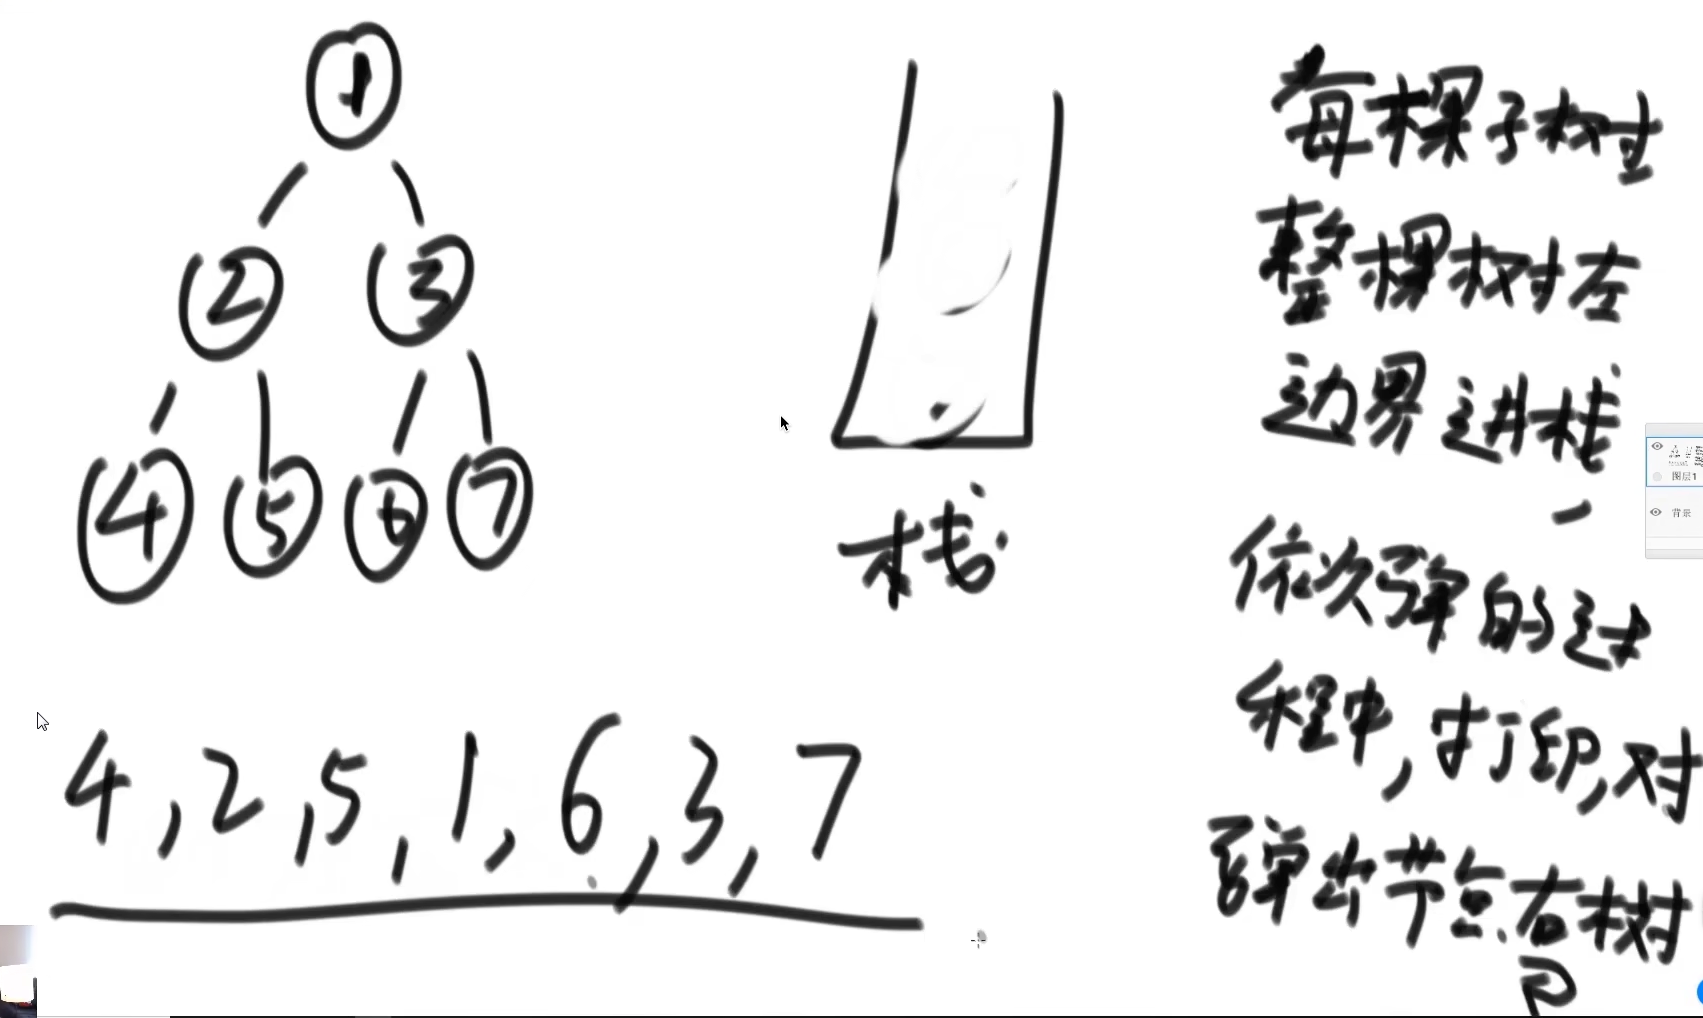 1
2 3
4 5 6 7
栈
4,2,5,1,6,3,7
每棵子树
整棵树左
边界进栈,
依次弹的过
程中,打印,对
弹出节点右树
图层1
背景